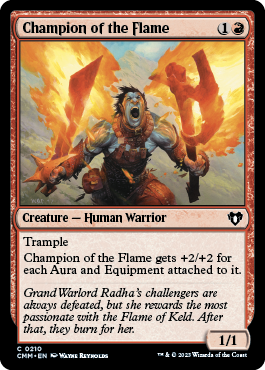 Champion of the Flame 1
Creature — Human Warrior
Trample
Champion of the Flame gets +2/+2 for
each Aura and Equipment attached to it.
Grand Warlord Radha's challengers are
always defeated, but she rewards the most
passionate with the Flame of Keld. After
that, they burn for her.
1/1
C 0210
CMM • EN WAYNE REYNOLDS
™ & © 2023 Wizards of the Coast